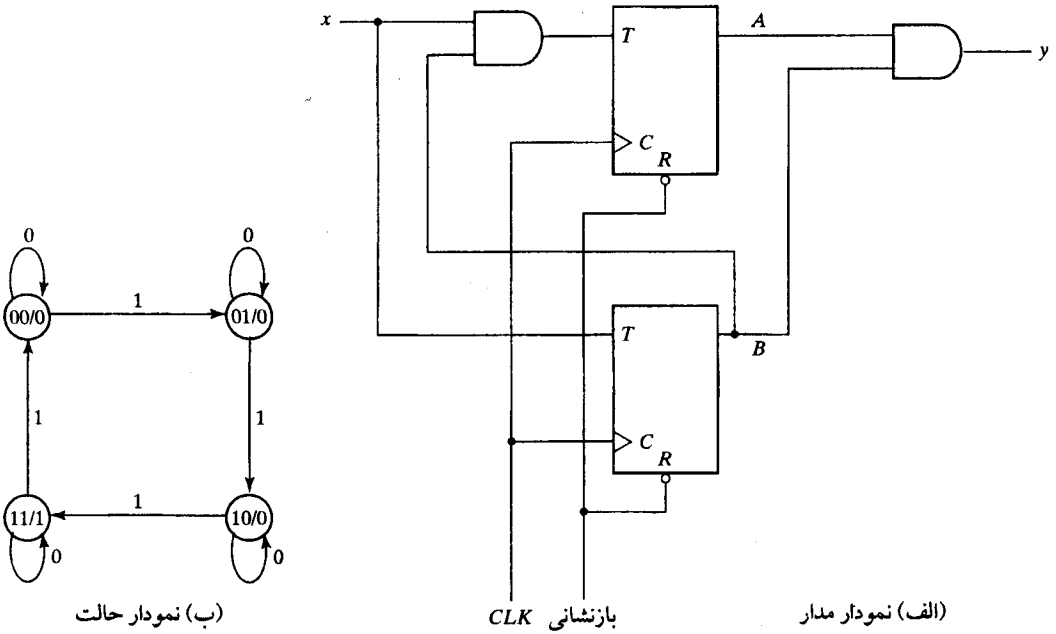 x
T
A
y
C
R
T
B
C
R
CLK
بازنشانی
(الف) نمودار مدار
0
0
00/0
1
01/0
1
1
11/1
1
10/0
0
0
(ب) نمودار حالت